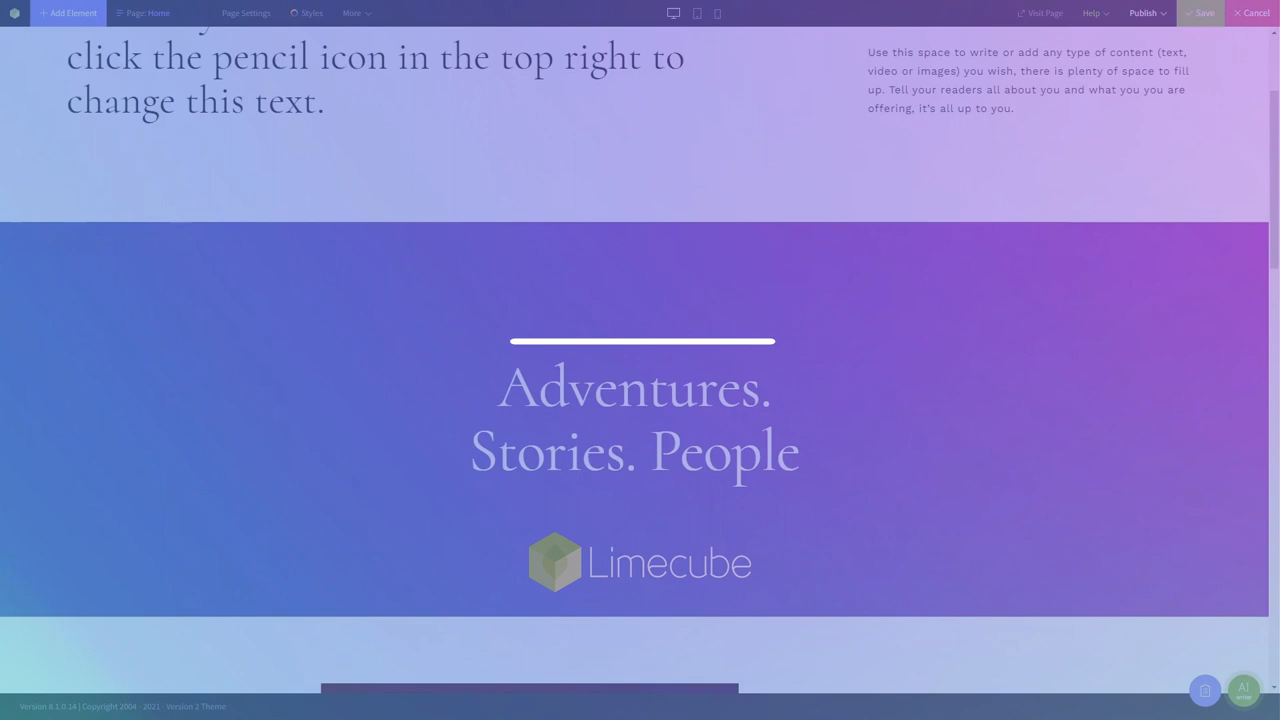 Add Element
Page: Home
Page Settings
Styles
More
Visit Page
Help
Publish
Save
Cancel
click the pencil icon in the top right to
change this text.
Use this space to write or add any type of content (text,
video or images) you wish, there is plenty of space to fill
up. Tell your readers all about you and what you you are
offering, it's all up to you.
Adventures.
Stories. People
Limecube
AI
writer
Version 8.1.0.14 | Copyright 2004 - 2021 - Version 2 Theme